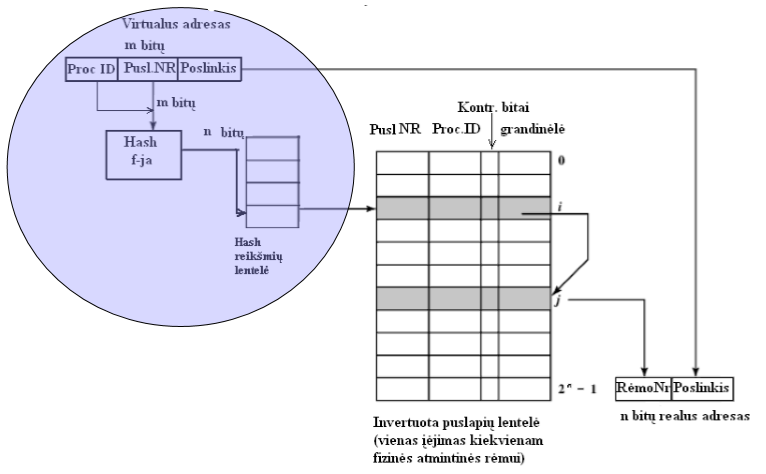 Virtualus adresas
m bitų
Proc ID Pusl.NR Poslinkis
m bitų
Hash
f-ja
n bitų
Hash
reikšmių
lentelė
Kontr. bitai
Pusl NR Proc.ID grandinėlė
0
i
j
2ⁿ - 1
RėmoNr Poslinkis
n bitų realus adresas
Invertuota puslapių lentelė
(vienas įėjimas kiekvienam
fizinės atmintinės rėmui)